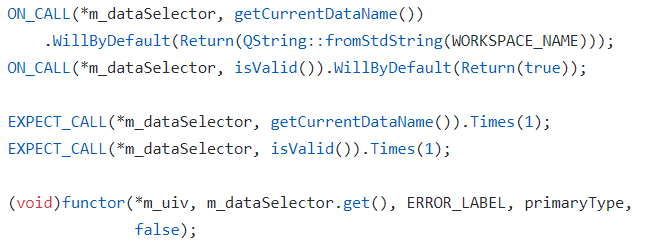 ON_CALL(*m_dataSelector, getCurrentDataName())
    .WillByDefault(Return(QString::fromStdString(WORKSPACE_NAME)));
ON_CALL(*m_dataSelector, isValid()).WillByDefault(Return(true));

EXPECT_CALL(*m_dataSelector, getCurrentDataName()).Times(1);
EXPECT_CALL(*m_dataSelector, isValid()).Times(1);

(void)functor(*m_uiv, m_dataSelector.get(), ERROR_LABEL, primaryType,
              false);